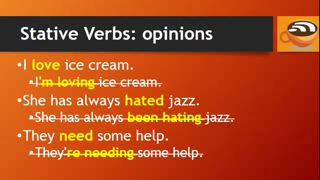 Stative Verbs: opinions
•I love ice cream.
•I'm loving ice cream.
•She has always hated jazz.
•She has always been hating jazz.
•They need some help.
•They're needing some help.